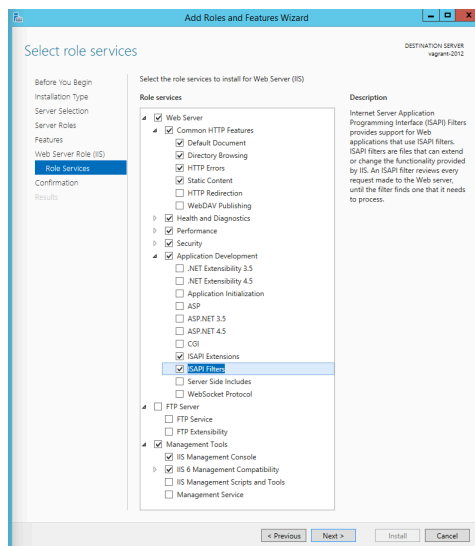 Add Roles and Features Wizard
Select role services
DESTINATION SERVER
vagrant-2012
Before You Begin
Installation Type
Server Selection
Server Roles
Features
Web Server Role (IIS)
Role Services
Confirmation
Results
Select the role services to install for Web Server (IIS)
Role services
Web Server
Common HTTP Features
Default Document
Directory Browsing
HTTP Errors
Static Content
HTTP Redirection
WebDAV Publishing
Health and Diagnostics
Performance
Security
Application Development
.NET Extensibility 3.5
.NET Extensibility 4.5
Application Initialization
ASP
ASP.NET 3.5
ASP.NET 4.5
CGI
ISAPI Extensions
ISAPI Filters
Server Side Includes
WebSocket Protocol
FTP Server
FTP Service
FTP Extensibility
Management Tools
IIS Management Console
IIS 6 Management Compatibility
IIS Management Scripts and Tools
Management Service
Description
Internet Server Application
Programming Interface (ISAPI) Filters
provides support for Web
applications that use ISAPI filters.
ISAPI filters are files that can extend
or change the functionality provided
by IIS. An ISAPI filter reviews every
request made to the Web server,
until the filter finds one that it needs
to process.
< Previous
Next >
Install
Cancel